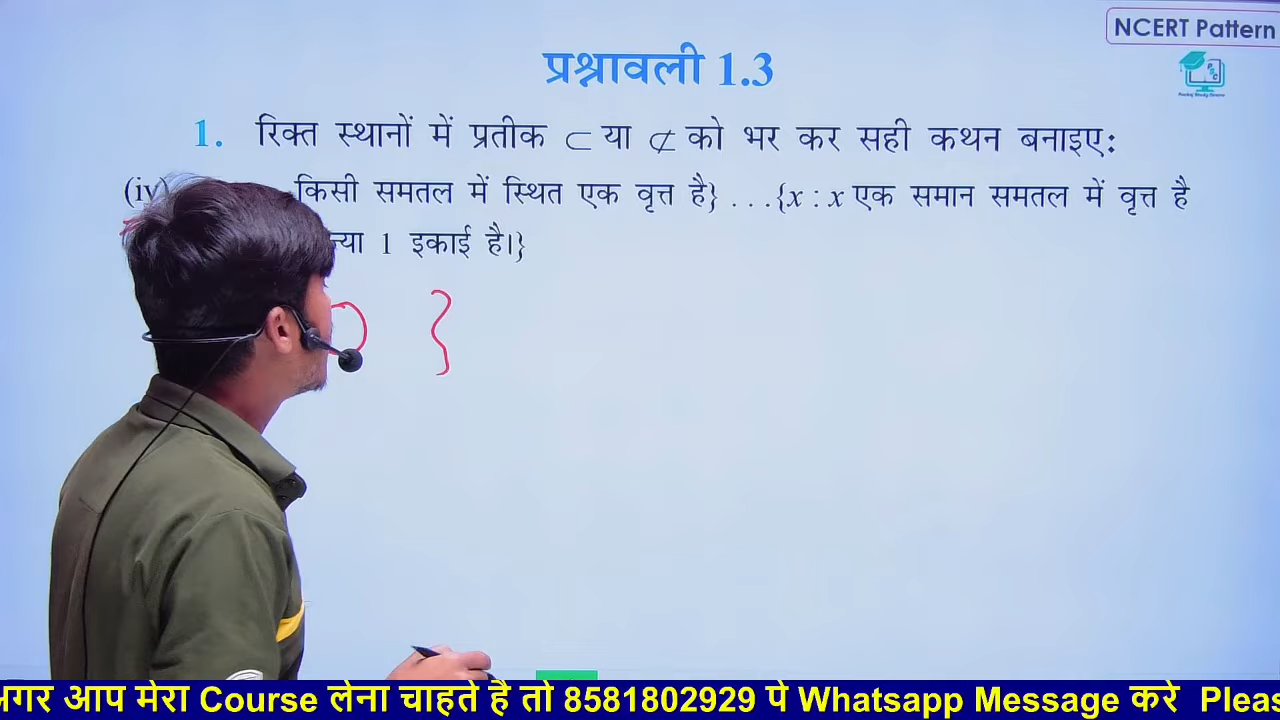 NCERT Pattern
प्रश्नावली 1.3
1. रिक्त स्थानों में प्रतीक ⊂ या ⊄ को भर कर सही कथन बनाइए:
(iv) किसी समतल में स्थित एक वृत्त है} . . .{x : x एक समान समतल में वृत्त है
1 इकाई है।}
अगर आप मेरा Course लेना चाहते है तो 8581802929 पे Whatsapp Message करे